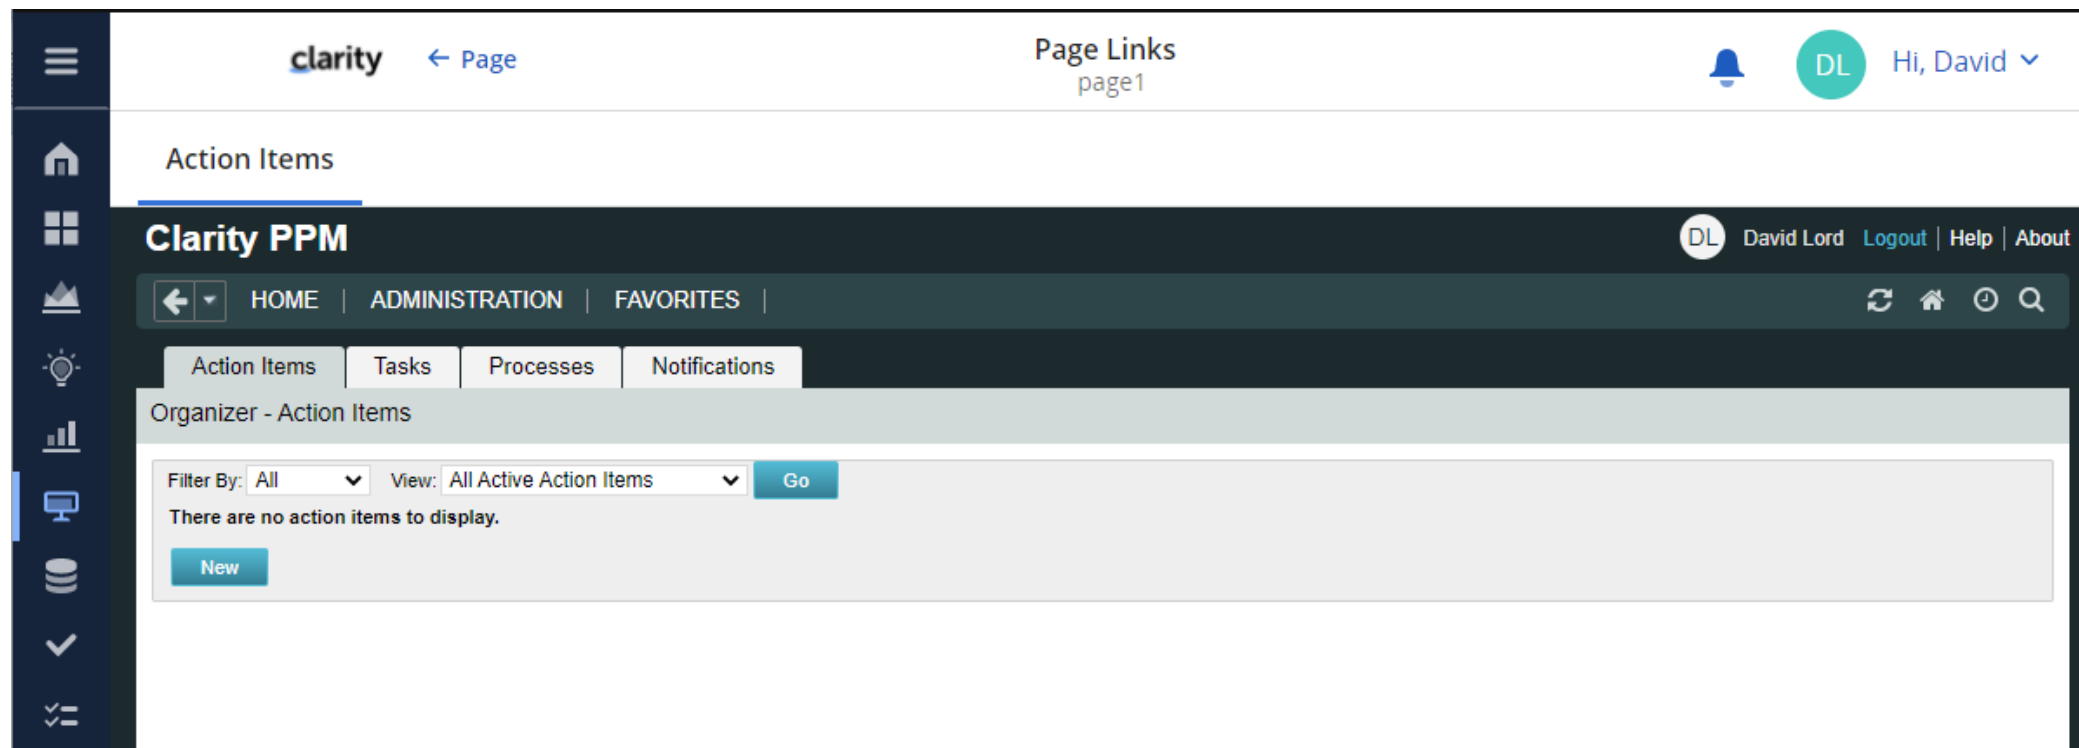 clarity ← Page Page Links DL Hi, David
page1
Action Items
Clarity PPM DL David Lord Logout | Help | About
HOME | ADMINISTRATION | FAVORITES |
Action Items Tasks Processes Notifications
Organizer - Action Items
Filter By: All View: All Active Action Items Go
There are no action items to display.
New